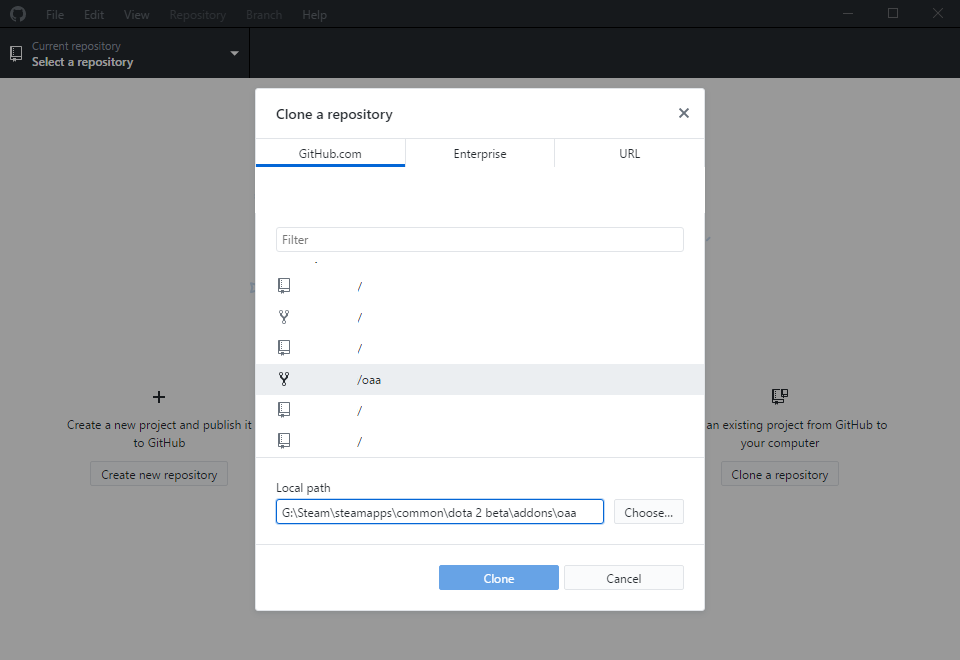 File Edit View Repository Branch Help
Current repository
Select a repository
Clone a repository
GitHub.com Enterprise URL
Filter
/
/
/
/oaa
/
/
Create a new project and publish it
to GitHub
Create new repository
an existing project from GitHub to
your computer
Clone a repository
Local path
G:\Steam\steamapps\common\dota 2 beta\addons\oaa
Choose...
Clone Cancel